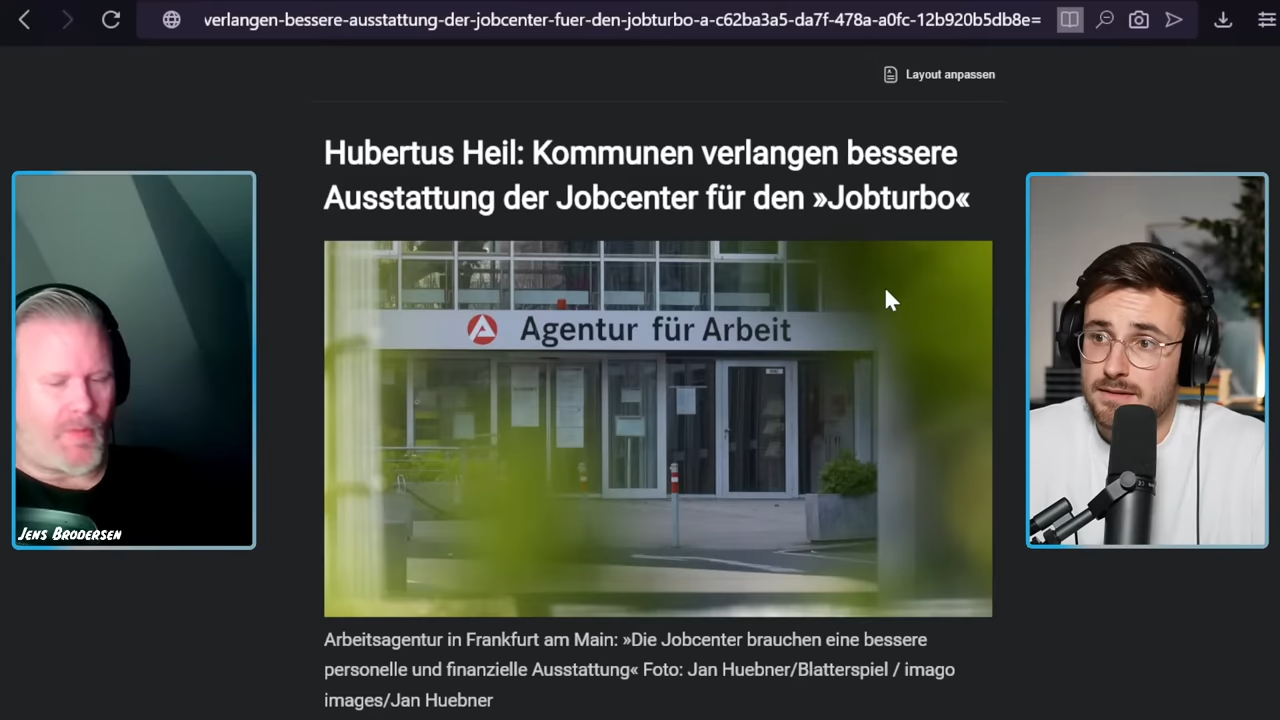 verlangen-bessere-ausstattung-der-jobcenter-fuer-den-jobturbo-a-c62ba3a5-da7f-478a-a0fc-12b920b5db8e=
Layout anpassen
Hubertus Heil: Kommunen verlangen bessere
Ausstattung der Jobcenter für den »Jobturbo«
Agentur für Arbeit
Jens Brodersen
Arbeitsagentur in Frankfurt am Main: »Die Jobcenter brauchen eine bessere
personelle und finanzielle Ausstattung« Foto: Jan Huebner/Blatterspiel / imago
images/Jan Huebner